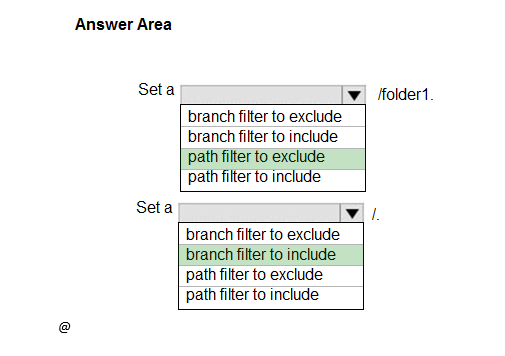 Answer Area
Set a /folder1.
branch filter to exclude
branch filter to include
path filter to exclude
path filter to include
Set a /.
branch filter to exclude
branch filter to include
path filter to exclude
path filter to include
@